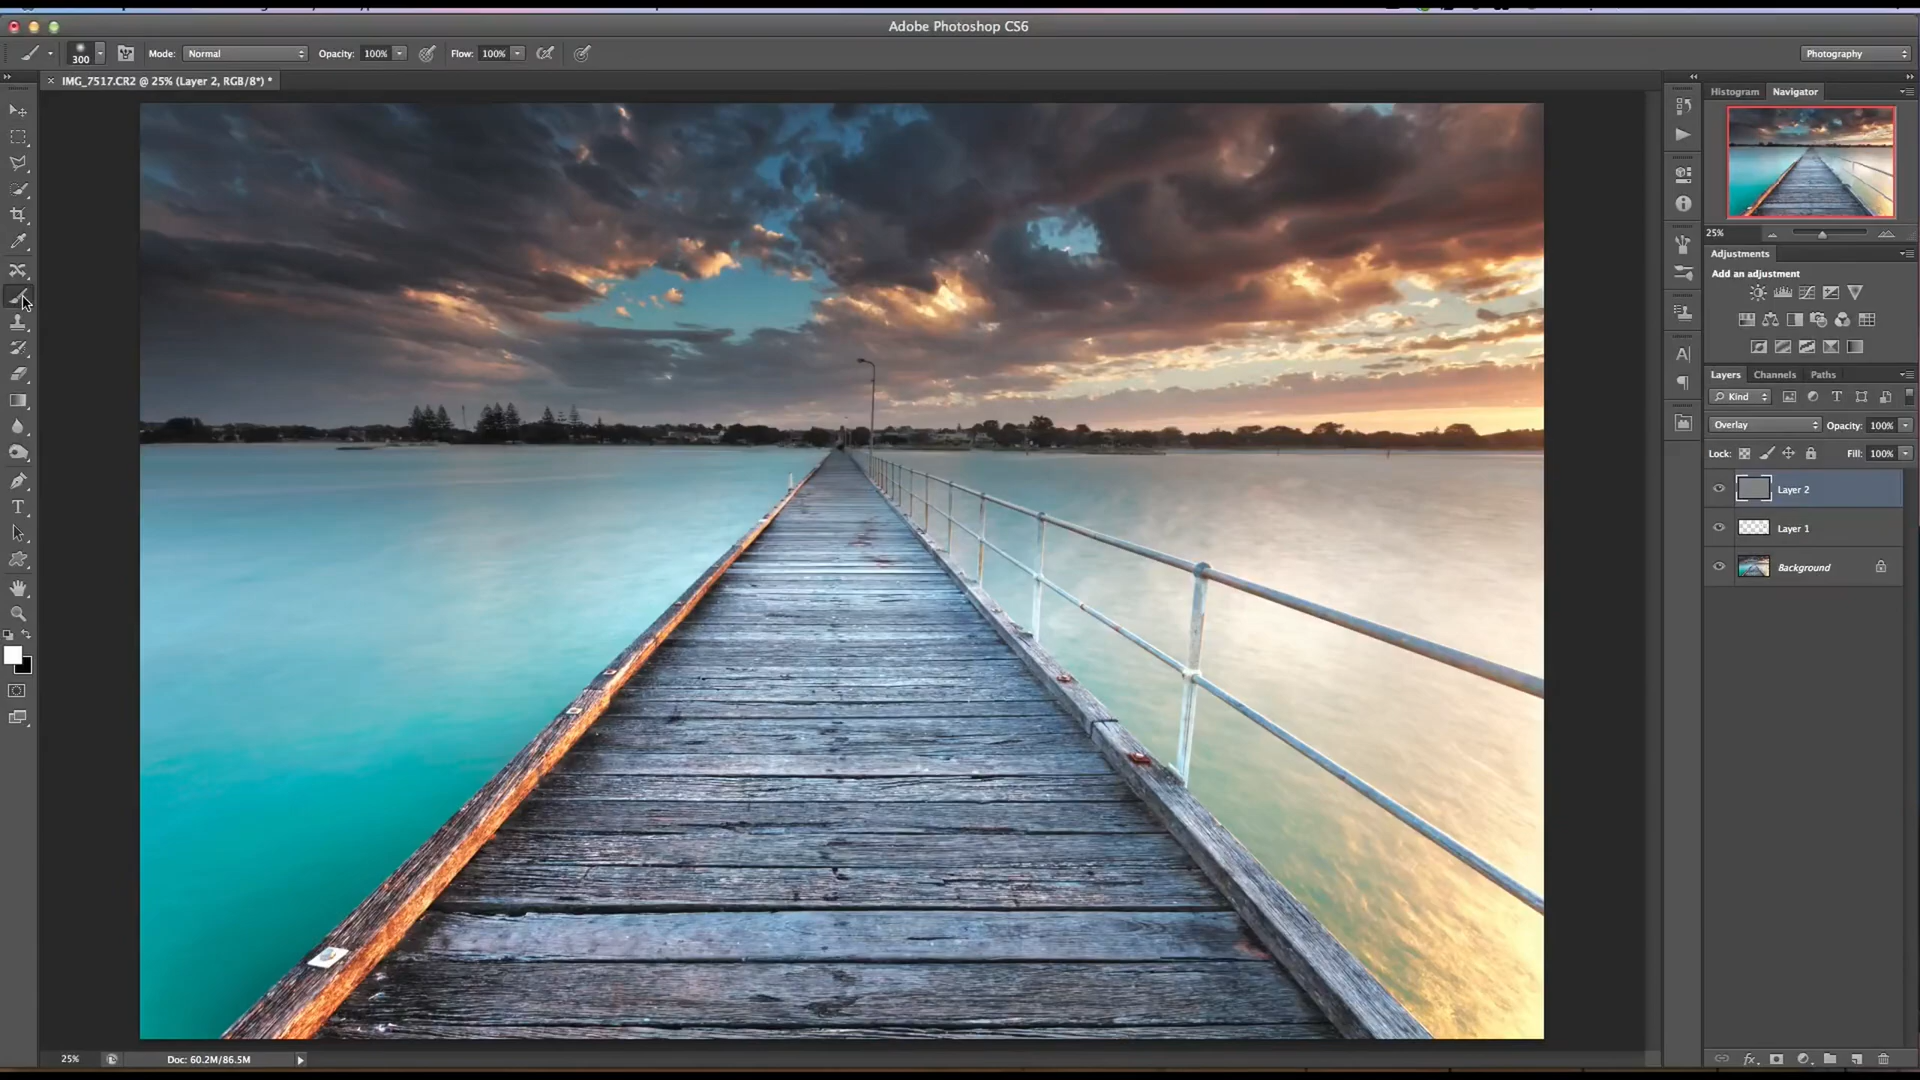 Adobe Photoshop CS6
300 Mode: Normal Opacity: 100% Flow: 100% Photography
IMG_7517.CR2 @ 25% (Layer 2, RGB/8*) *
Histogram Navigator
25%
Adjustments
Add an adjustment
Layers Channels Paths
Kind T
Overlay Opacity: 100%
Lock: Fill: 100%
Layer 2
Layer 1
Background
T
A
fx
25% Doc: 60.2M/86.5M